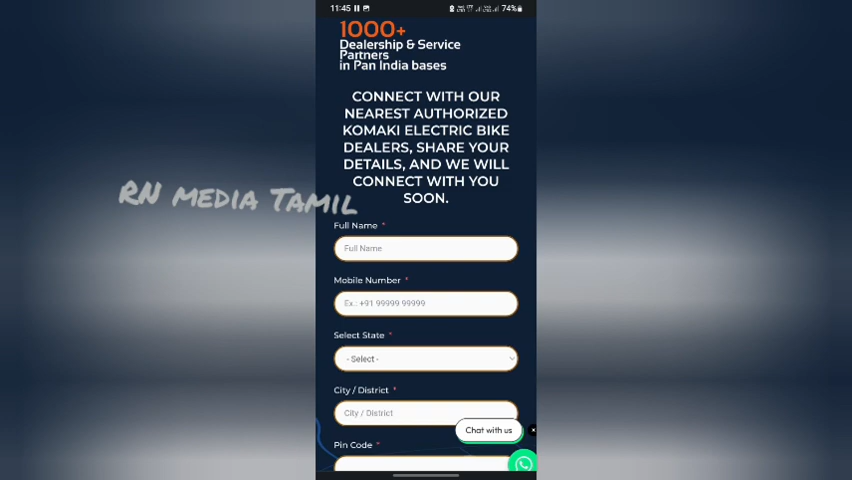 11:45
74%
1000+
Dealership & Service
Partners
in Pan India bases
CONNECT WITH OUR
NEAREST AUTHORIZED
KOMAKI ELECTRIC BIKE
DEALERS, SHARE YOUR
DETAILS, AND WE WILL
CONNECT WITH YOU
SOON.
RN MEDIA TAMIL
Full Name *
Full Name
Mobile Number *
Ex.: +91 99999 99999
Select State *
- Select -
City / District *
City / District
Chat with us
Pin Code *